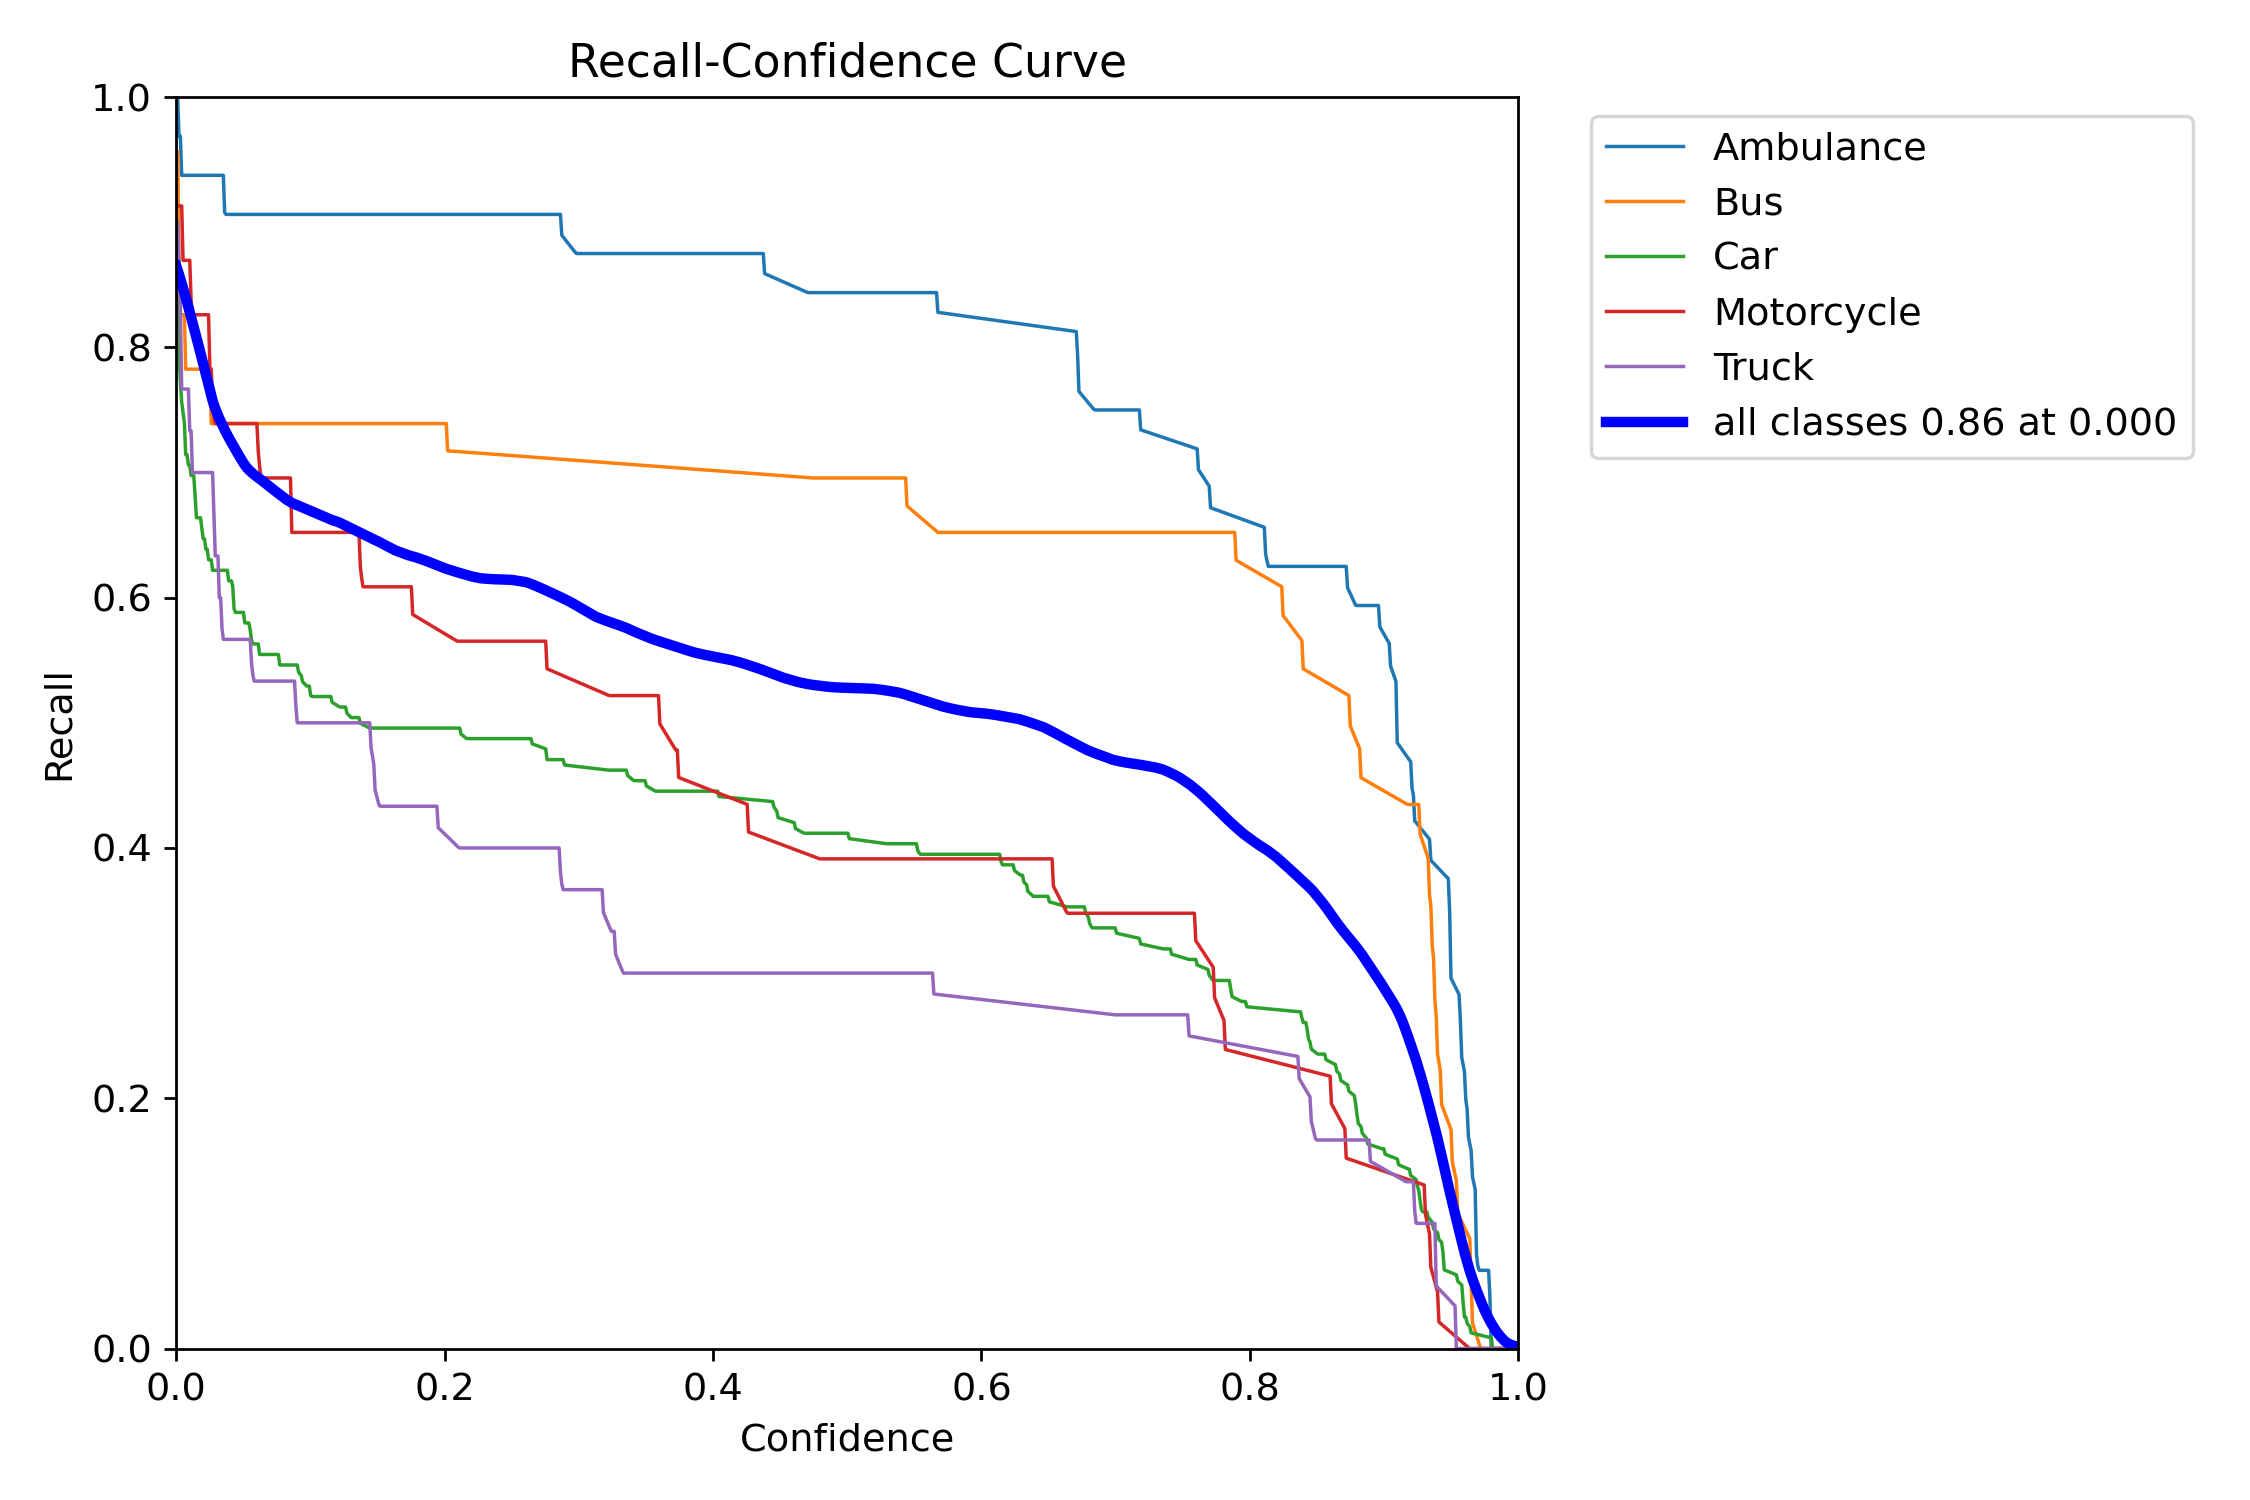 Recall-Confidence Curve
1.0
0.8
0.6
0.4
0.2
0.0
Recall
0.0 0.2 0.4 0.6 0.8 1.0
Confidence
Ambulance
Bus
Car
Motorcycle
Truck
all classes 0.86 at 0.000